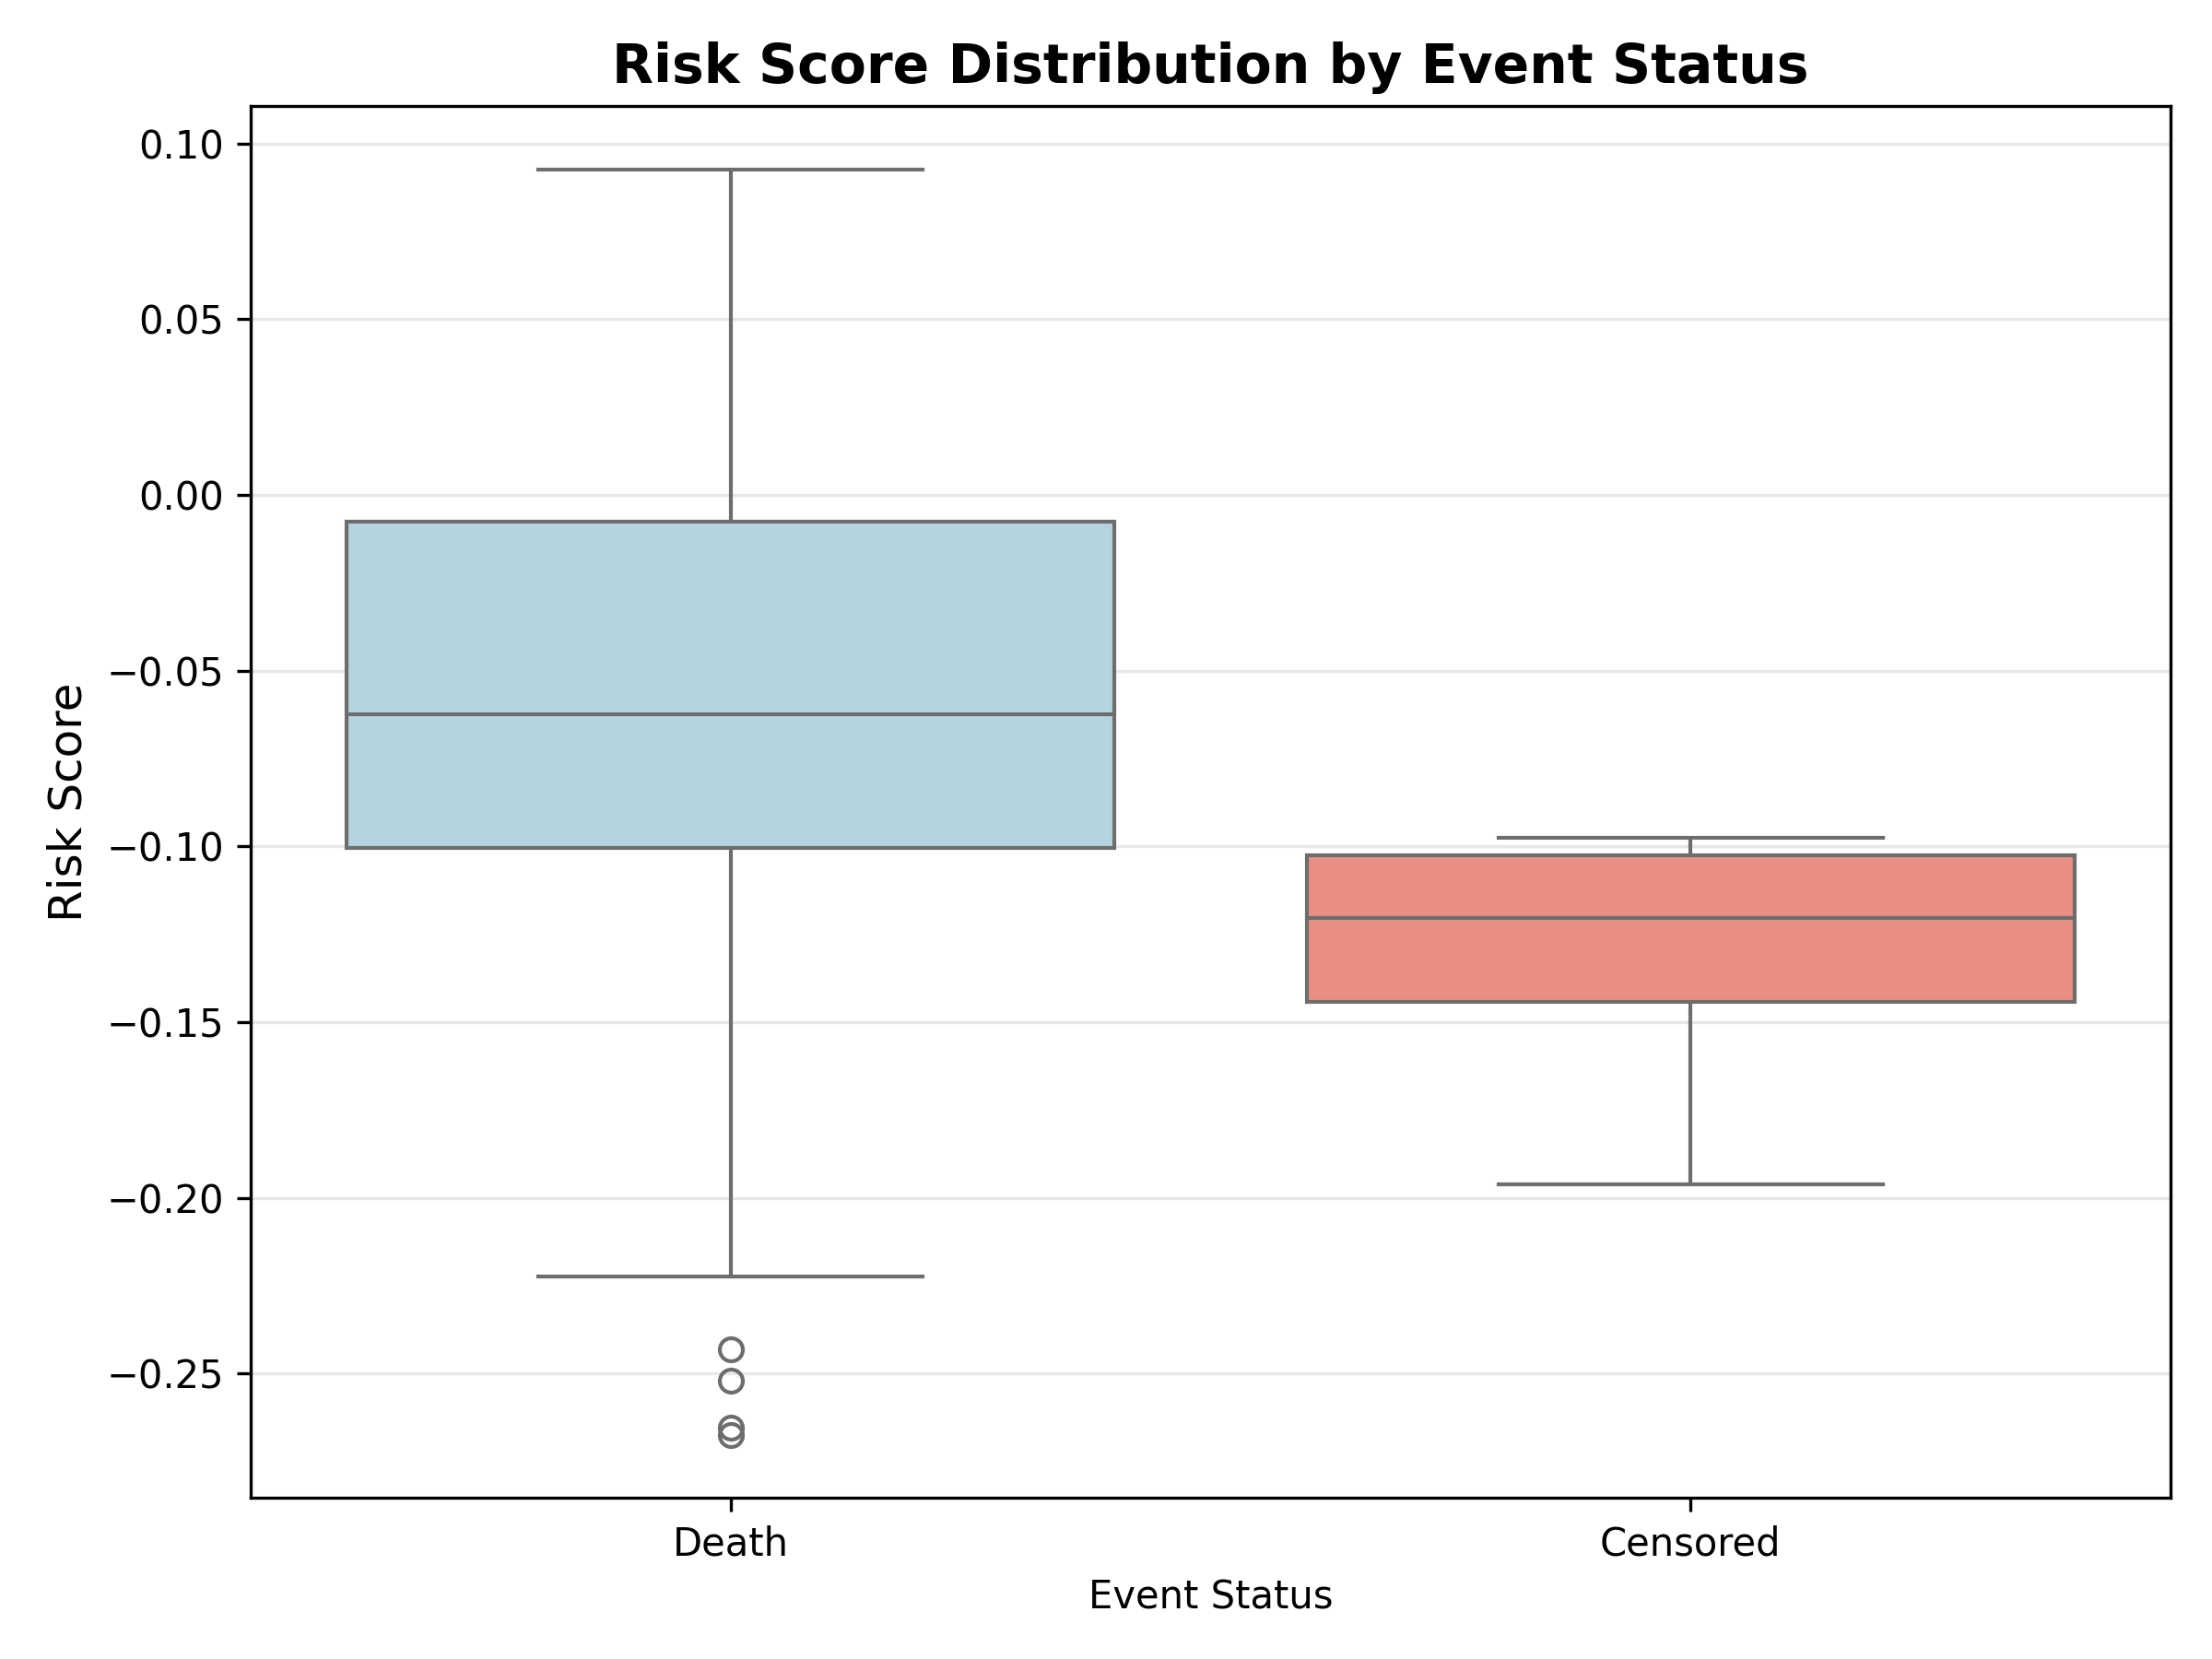 Risk Score Distribution by Event Status
0.10
0.05
0.00
−0.05
−0.10
−0.15
−0.20
−0.25
Risk Score
Death
Censored
Event Status